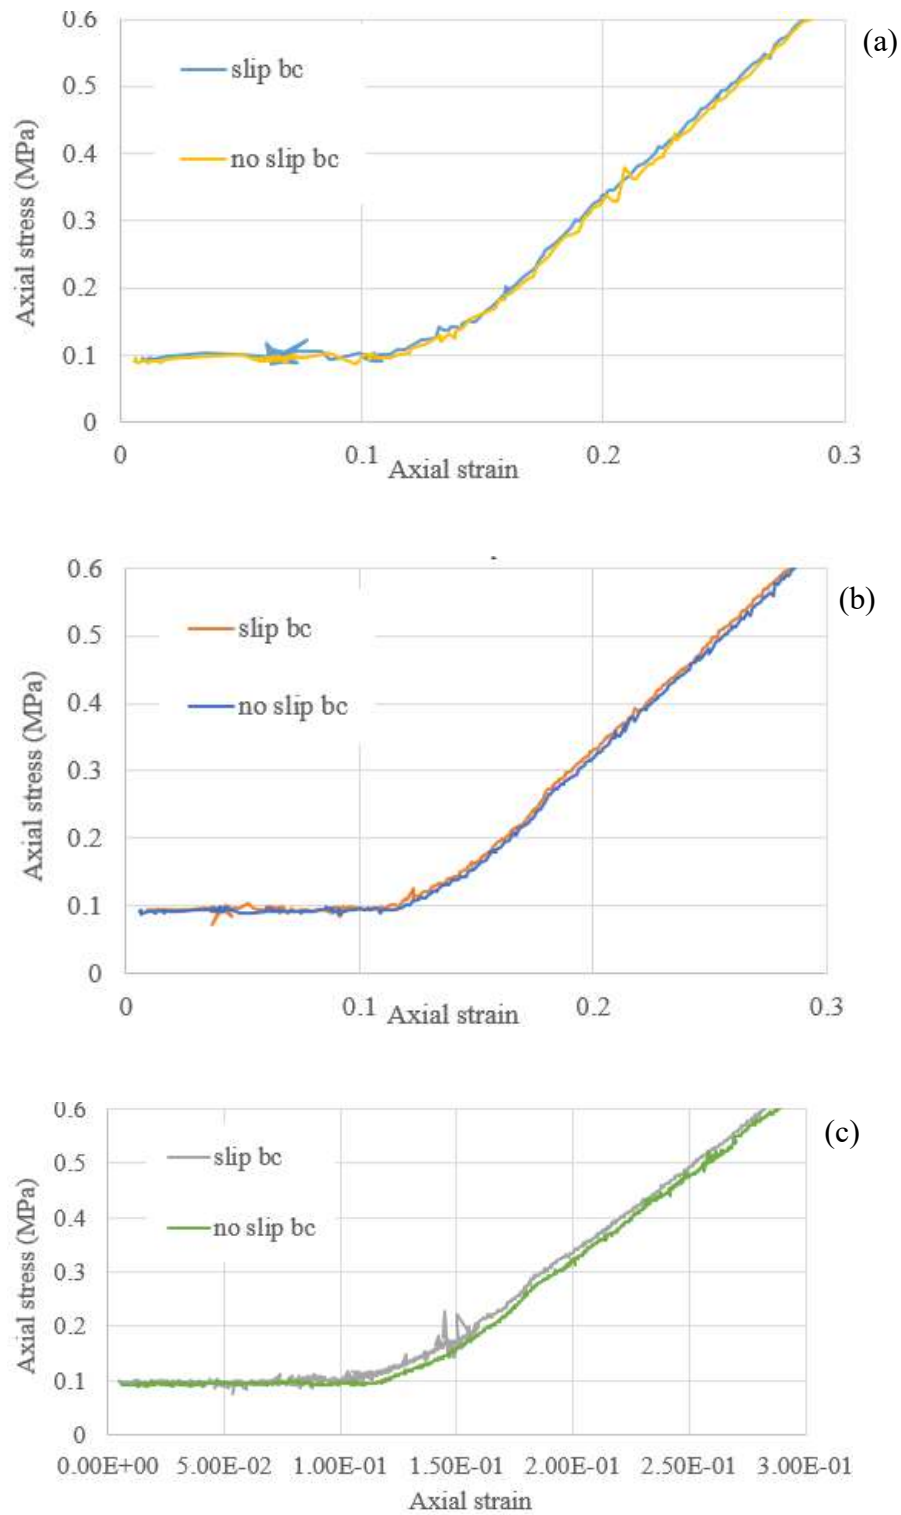 0.6
(a)
slip bc
0.5
no slip bc
0.4
0.3
0.2
0.1
0
Axial stress (MPa)
0
0.1
0.2
0.3
Axial strain
0.6
(b)
slip bc
0.5
no slip bc
0.4
0.3
0.2
0.1
0
Axial stress (MPa)
0
0.1
0.2
0.3
Axial strain
0.6
(c)
slip bc
0.5
no slip bc
0.4
0.3
0.2
0.1
0
Axial stress (MPa)
0.00E+00 5.00E-02 1.00E-01 1.50E-01 2.00E-01 2.50E-01 3.00E-01
Axial strain